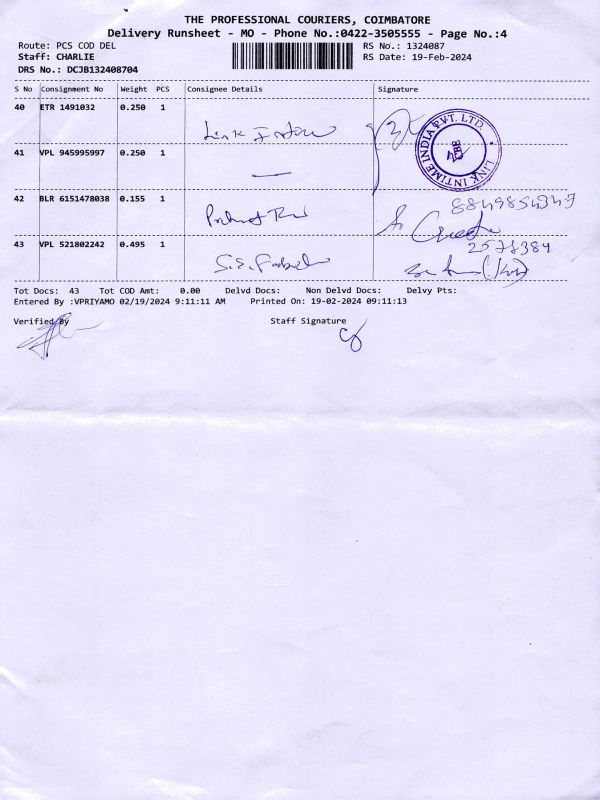 THE PROFESSIONAL COURIERS, COIMBATORE
Delivery Runsheet - MO - Phone No.:0422-3505555 - Page No.:4
Route: PCS COD DEL
RS No.: 1324087
Staff: CHARLIE
RS Date: 19-Feb-2024
DRS No.: DCJB132408704
S No Consignment No Weight PCS Consignee Details Signature
40 ETR 1491032 0.250 1
Link Intime
LINK INTIME INDIA PVT. LTD.
CBE
41 VPL 945995997 0.250 1
42 BLR 6151478038 0.155 1
43 VPL 521802242 0.495 1
2578384
Tot Docs: 43 Tot COD Amt: 0.00 Delvd Docs: Non Delvd Docs: Delvy Pts:
Entered By :VPRIYAMO 02/19/2024 9:11:11 AM Printed On: 19-02-2024 09:11:13
Verified By
Staff Signature